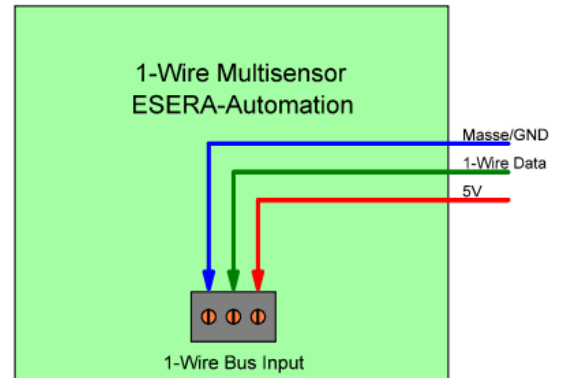 1-Wire Multisensor
ESERA-Automation
Masse/GND
1-Wire Data
5V
1-Wire Bus Input